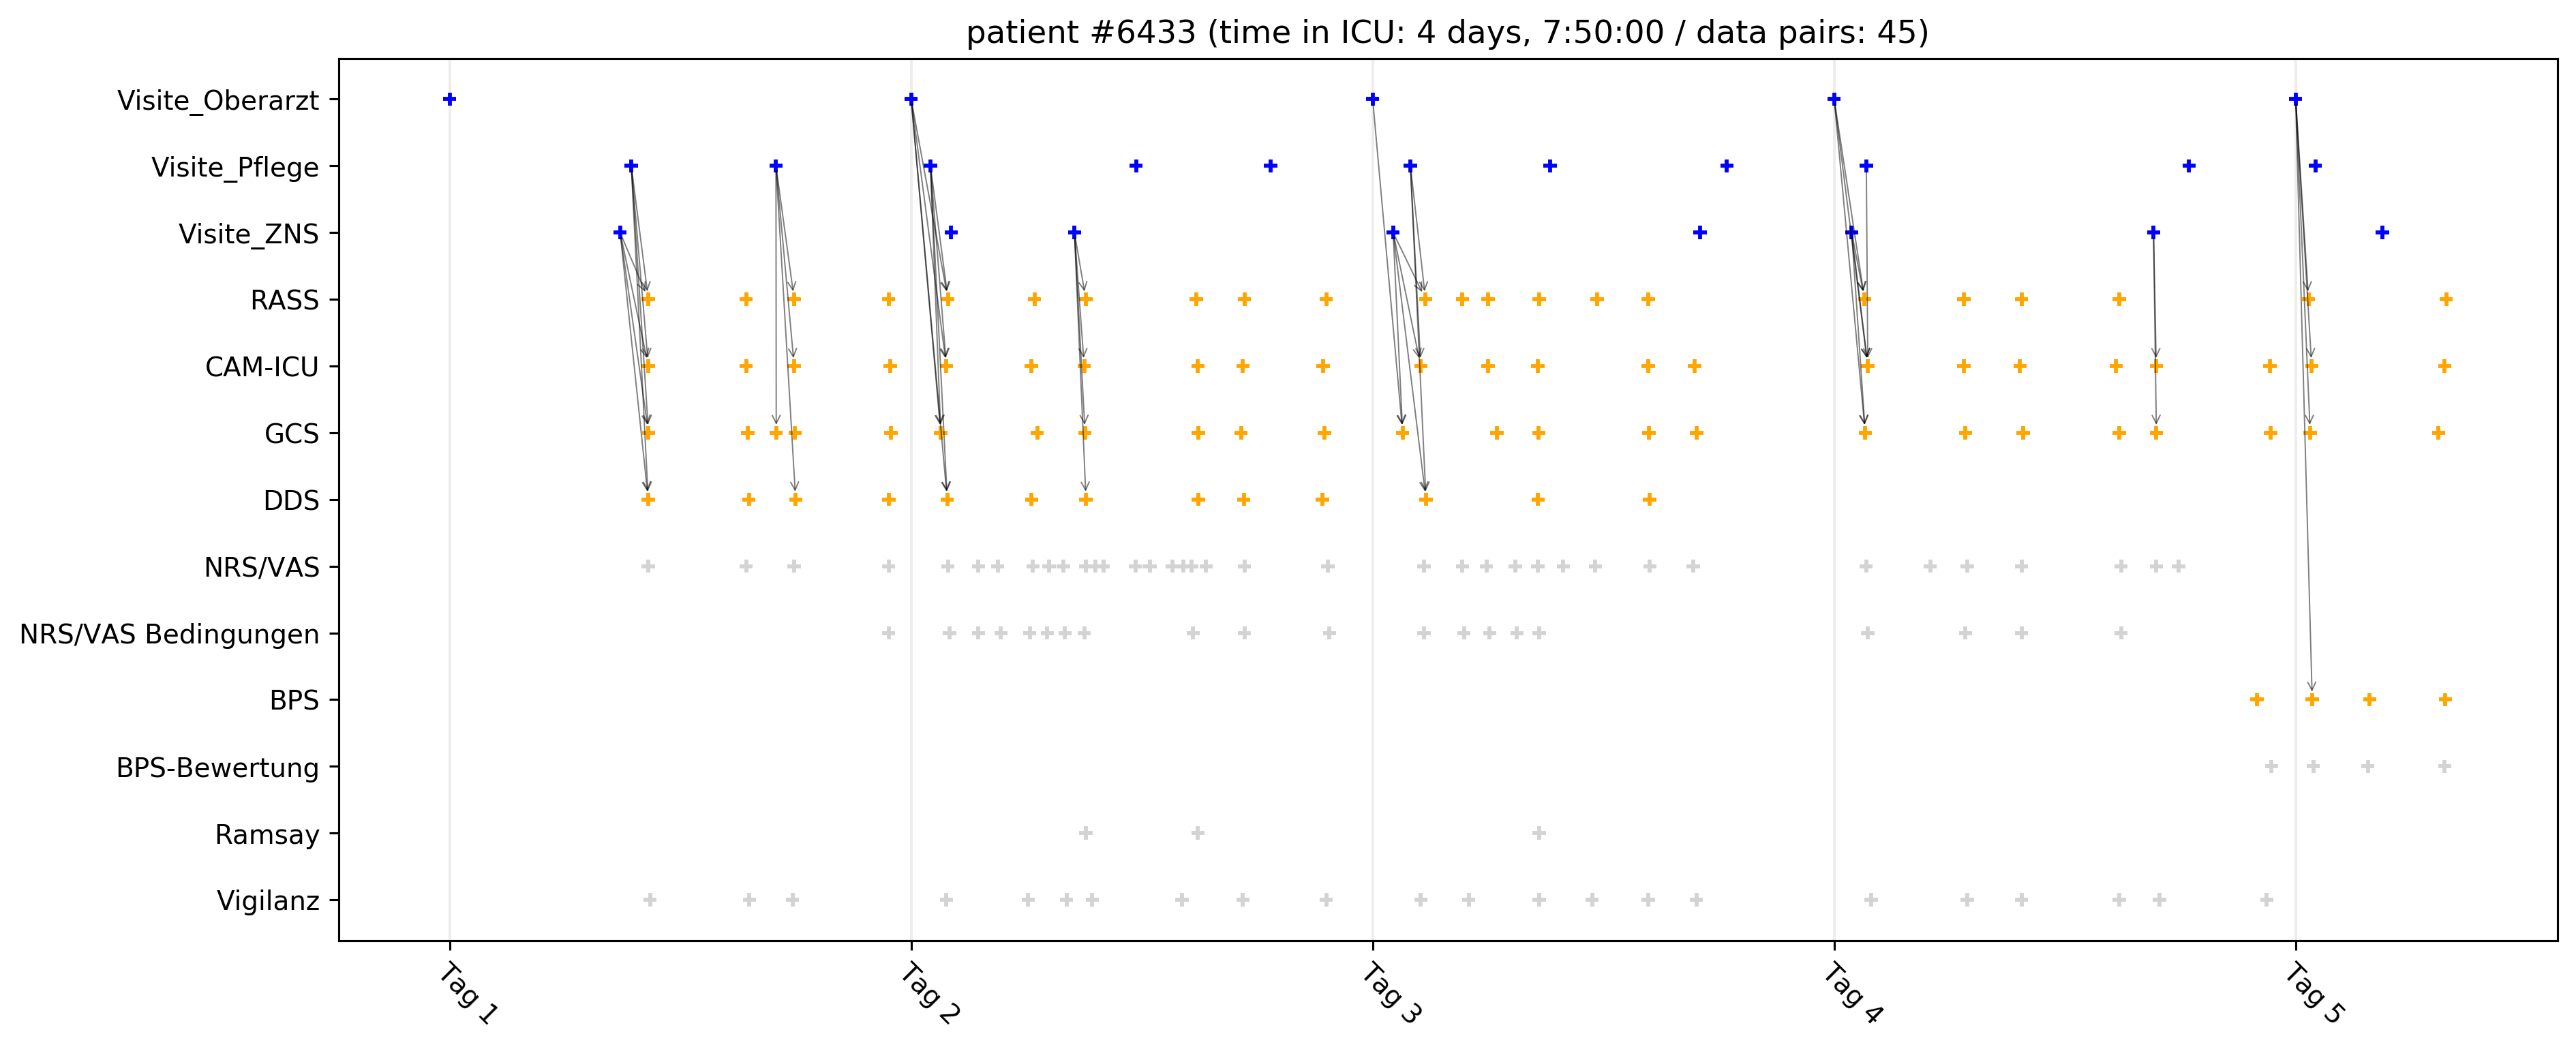 patient #6433 (time in ICU: 4 days, 7:50:00 / data pairs: 45)
Visite_Oberarzt
Visite_Pflege
Visite_ZNS
RASS
CAM-ICU
GCS
DDS
NRS/VAS
NRS/VAS Bedingungen
BPS
BPS-Bewertung
Ramsay
Vigilanz
Tag 1
Tag 2
Tag 3
Tag 4
Tag 5